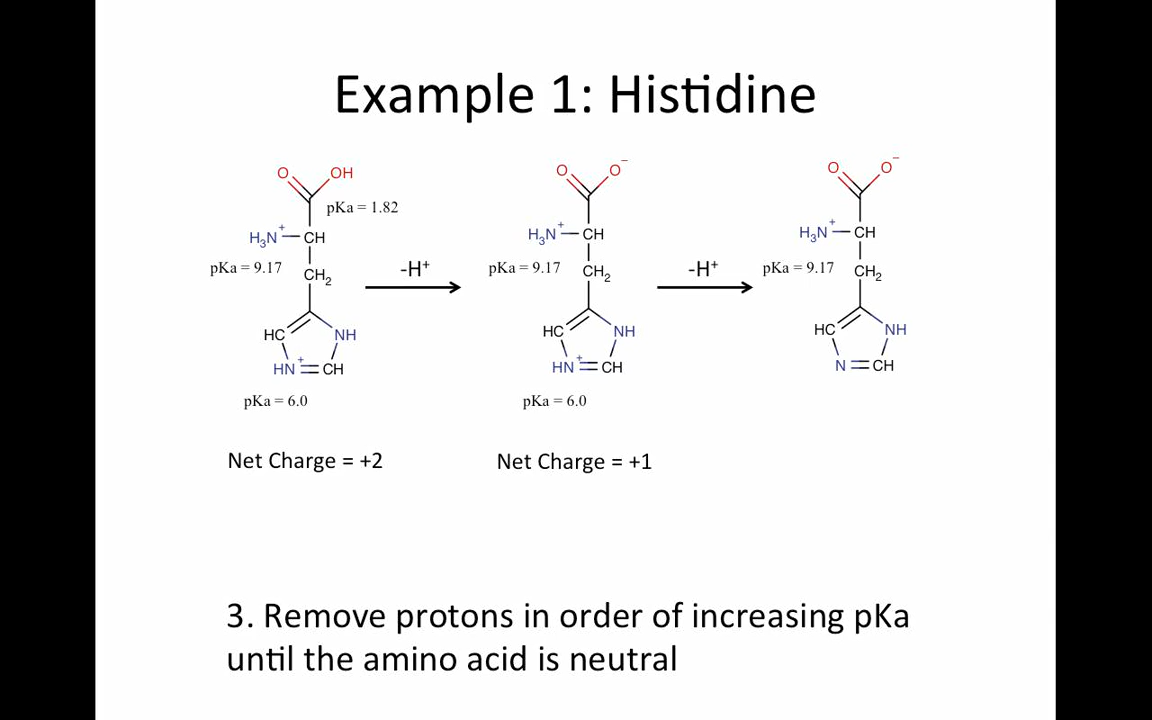 Example 1: Histidine
O OH
pKa = 1.82
H₃N⁺ CH
pKa = 9.17
CH₂
HC NH
HN⁺ CH
pKa = 6.0
Net Charge = +2
-H⁺
O O⁻
H₃N⁺ CH
pKa = 9.17
CH₂
HC NH
HN⁺ CH
pKa = 6.0
Net Charge = +1
-H⁺
O O⁻
H₃N⁺ CH
pKa = 9.17
CH₂
HC NH
N CH
3. Remove protons in order of increasing pKa
until the amino acid is neutral